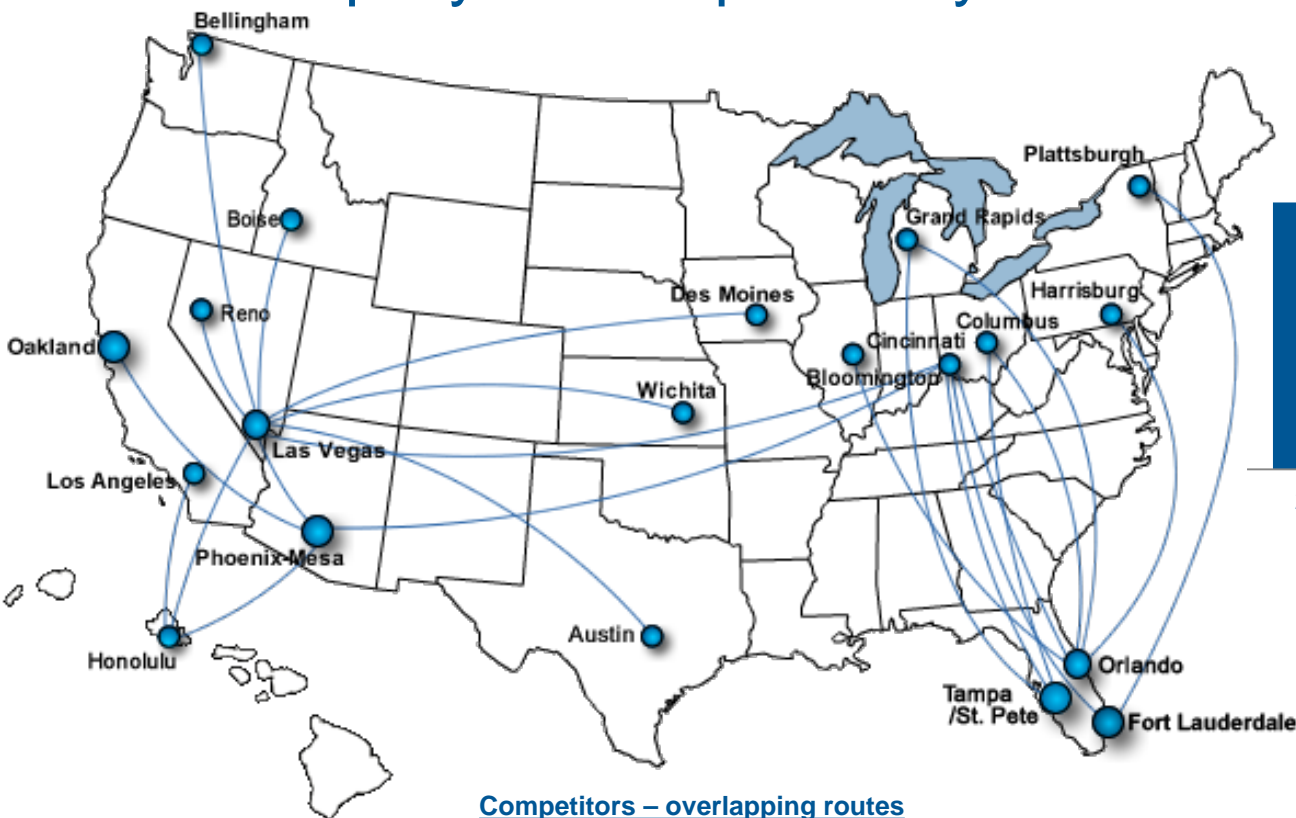 Bellingham
Plattsburgh
Boise
Grand Rapids
Des Moines
Harrisburg
Reno
Columbus
Oakland
Cincinnati
Bloomington
Wichita
Las Vegas
Los Angeles
Phoenix-Mesa
Austin
Honolulu
Orlando
Tampa
/St. Pete
Fort Lauderdale
Competitors – overlapping routes